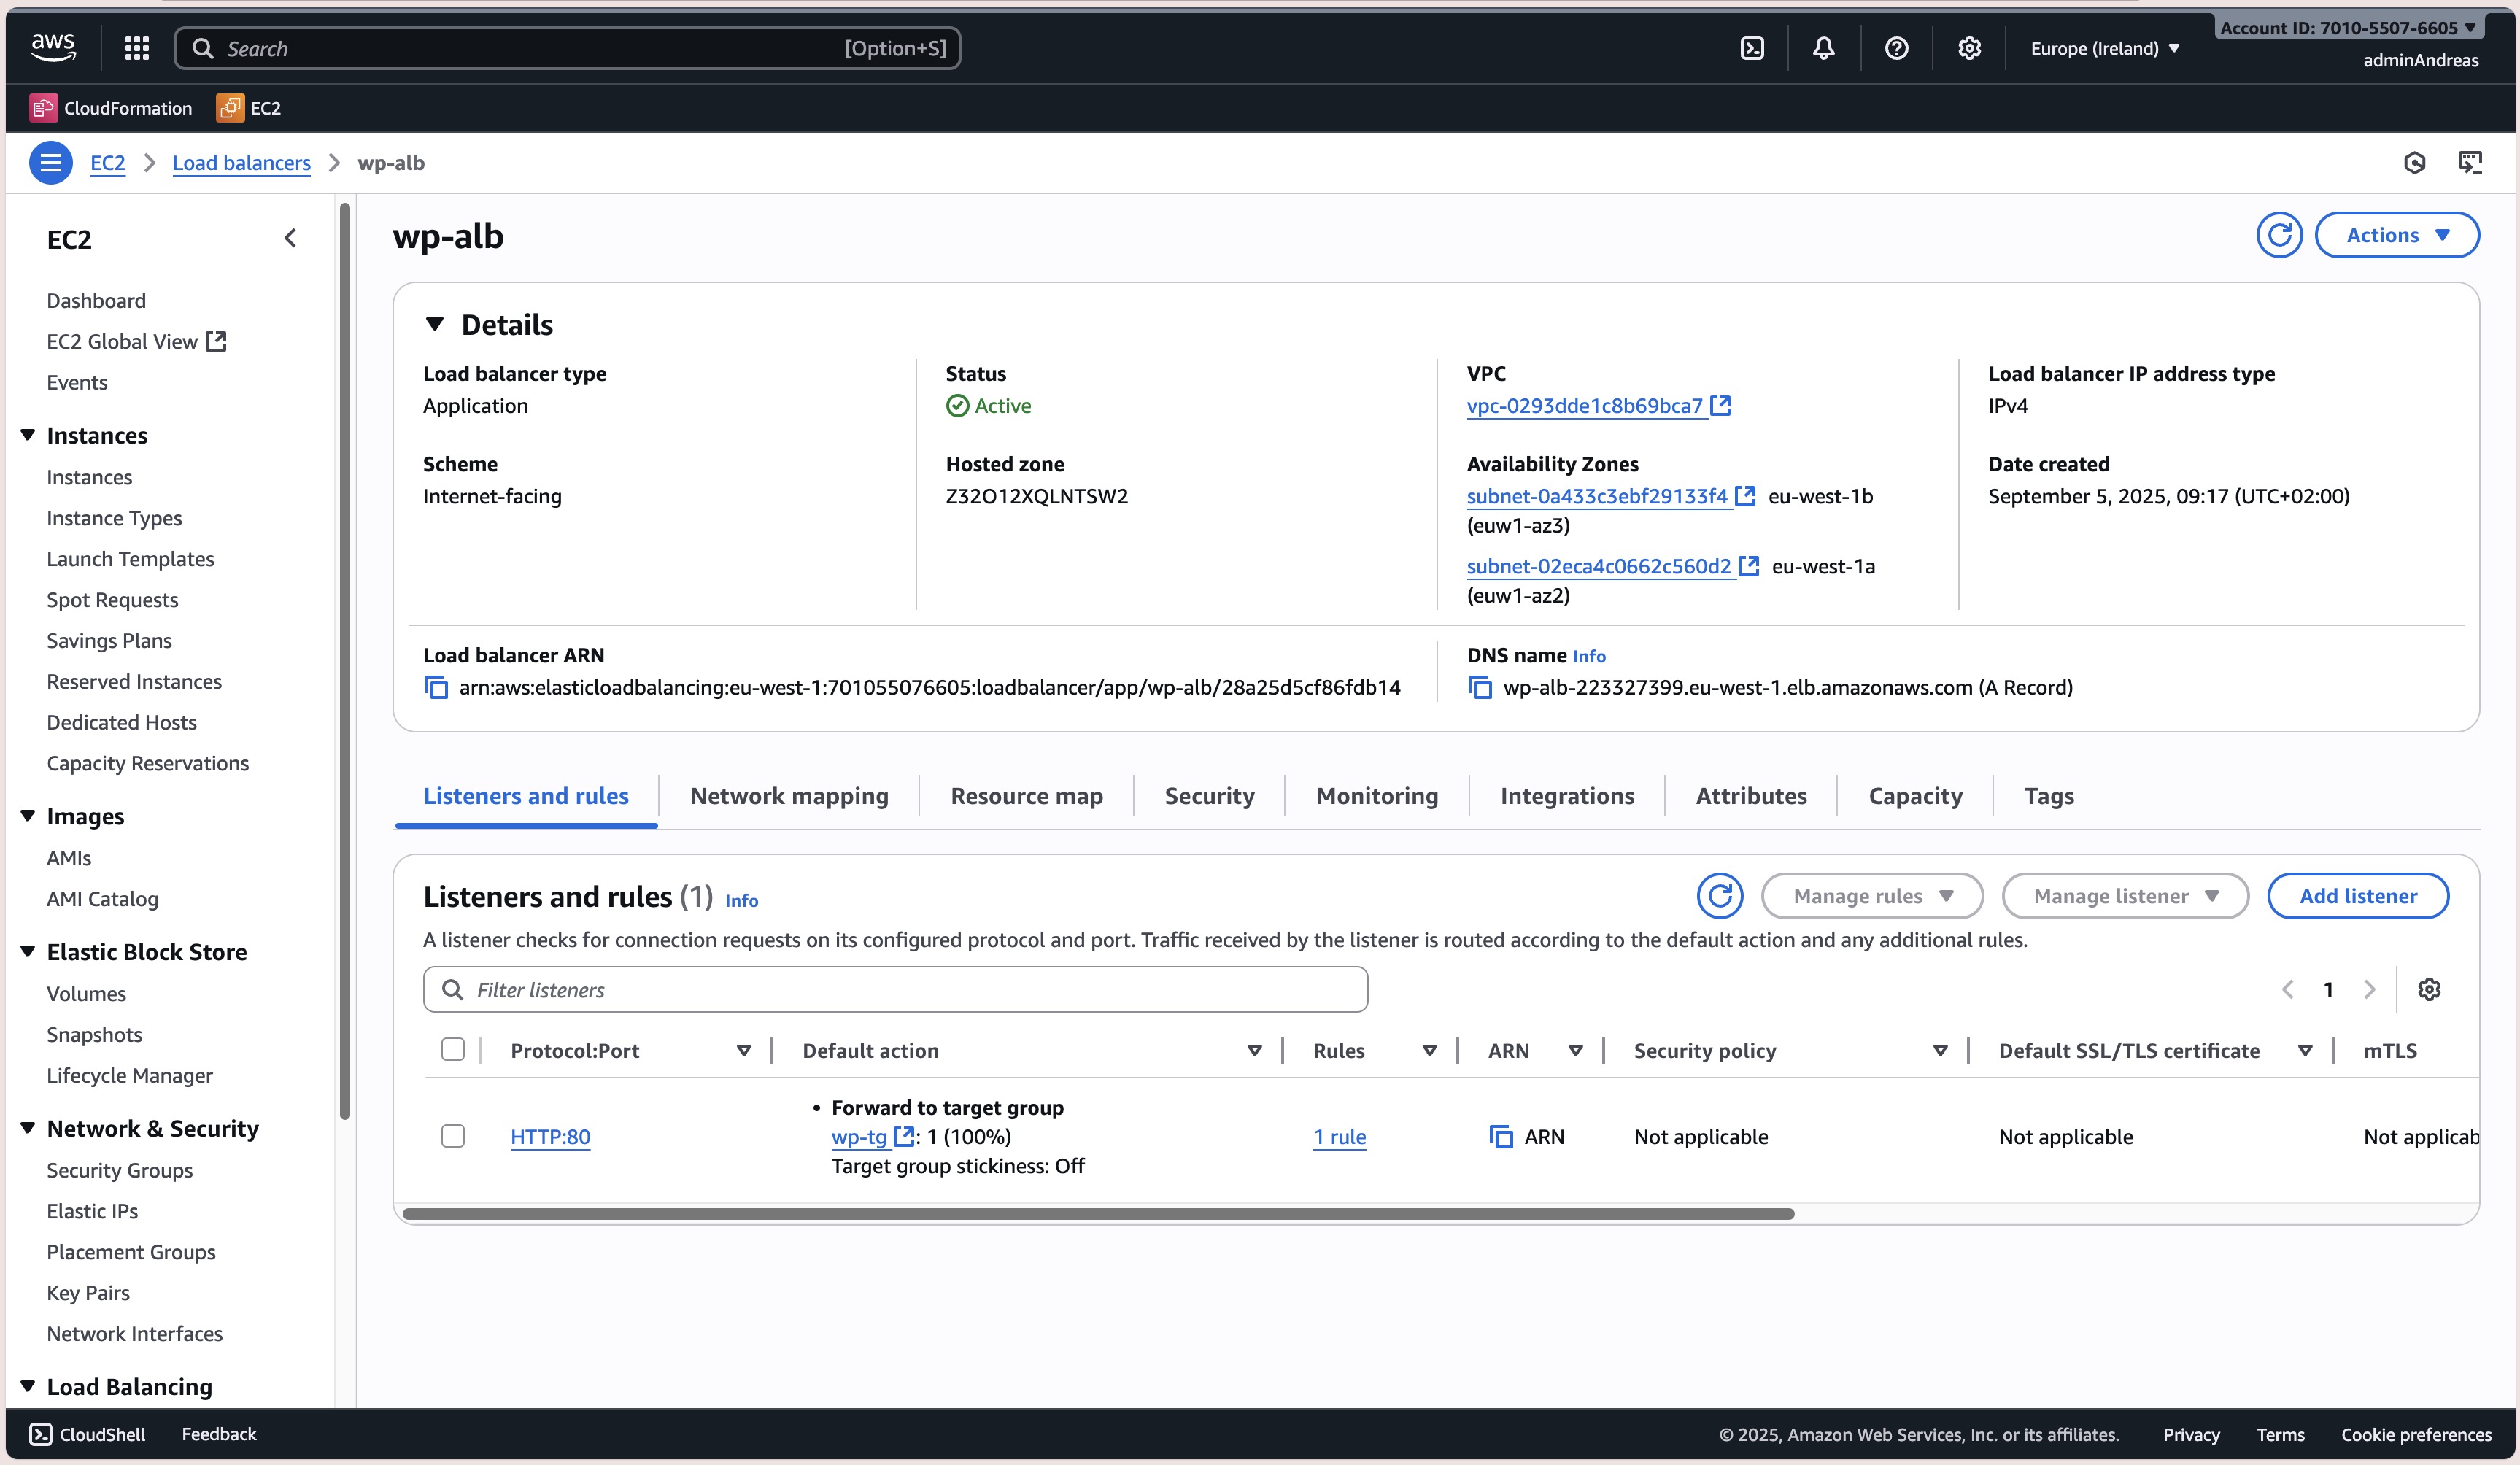 aws
Search
[Option+S]
Europe (Ireland)
Account ID: 7010-5507-6605
adminAndreas
CloudFormation
EC2
EC2
Load balancers
wp-alb
EC2
Dashboard
EC2 Global View
Events
Instances
Instances
Instance Types
Launch Templates
Spot Requests
Savings Plans
Reserved Instances
Dedicated Hosts
Capacity Reservations
Images
AMIs
AMI Catalog
Elastic Block Store
Volumes
Snapshots
Lifecycle Manager
Network & Security
Security Groups
Elastic IPs
Placement Groups
Key Pairs
Network Interfaces
Load Balancing
wp-alb
Actions
Details
Load balancer type
Application
Status
Active
VPC
vpc-0293dde1c8b69bca7
Load balancer IP address type
IPv4
Scheme
Internet-facing
Hosted zone
Z32O12XQLNTSW2
Availability Zones
subnet-0a433c3ebf29133f4 eu-west-1b
(euw1-az3)
subnet-02eca4c0662c560d2 eu-west-1a
(euw1-az2)
Date created
September 5, 2025, 09:17 (UTC+02:00)
Load balancer ARN
arn:aws:elasticloadbalancing:eu-west-1:701055076605:loadbalancer/app/wp-alb/28a25d5cf86fdb14
DNS name Info
wp-alb-223327399.eu-west-1.elb.amazonaws.com (A Record)
Listeners and rules
Network mapping
Resource map
Security
Monitoring
Integrations
Attributes
Capacity
Tags
Listeners and rules (1) Info
Manage rules
Manage listener
Add listener
A listener checks for connection requests on its configured protocol and port. Traffic received by the listener is routed according to the default action and any additional rules.
Filter listeners
1
Protocol:Port
Default action
Rules
ARN
Security policy
Default SSL/TLS certificate
mTLS
HTTP:80
• Forward to target group
wp-tg : 1 (100%)
Target group stickiness: Off
1 rule
ARN
Not applicable
Not applicable
Not applicab
CloudShell
Feedback
© 2025, Amazon Web Services, Inc. or its affiliates.
Privacy
Terms
Cookie preferences